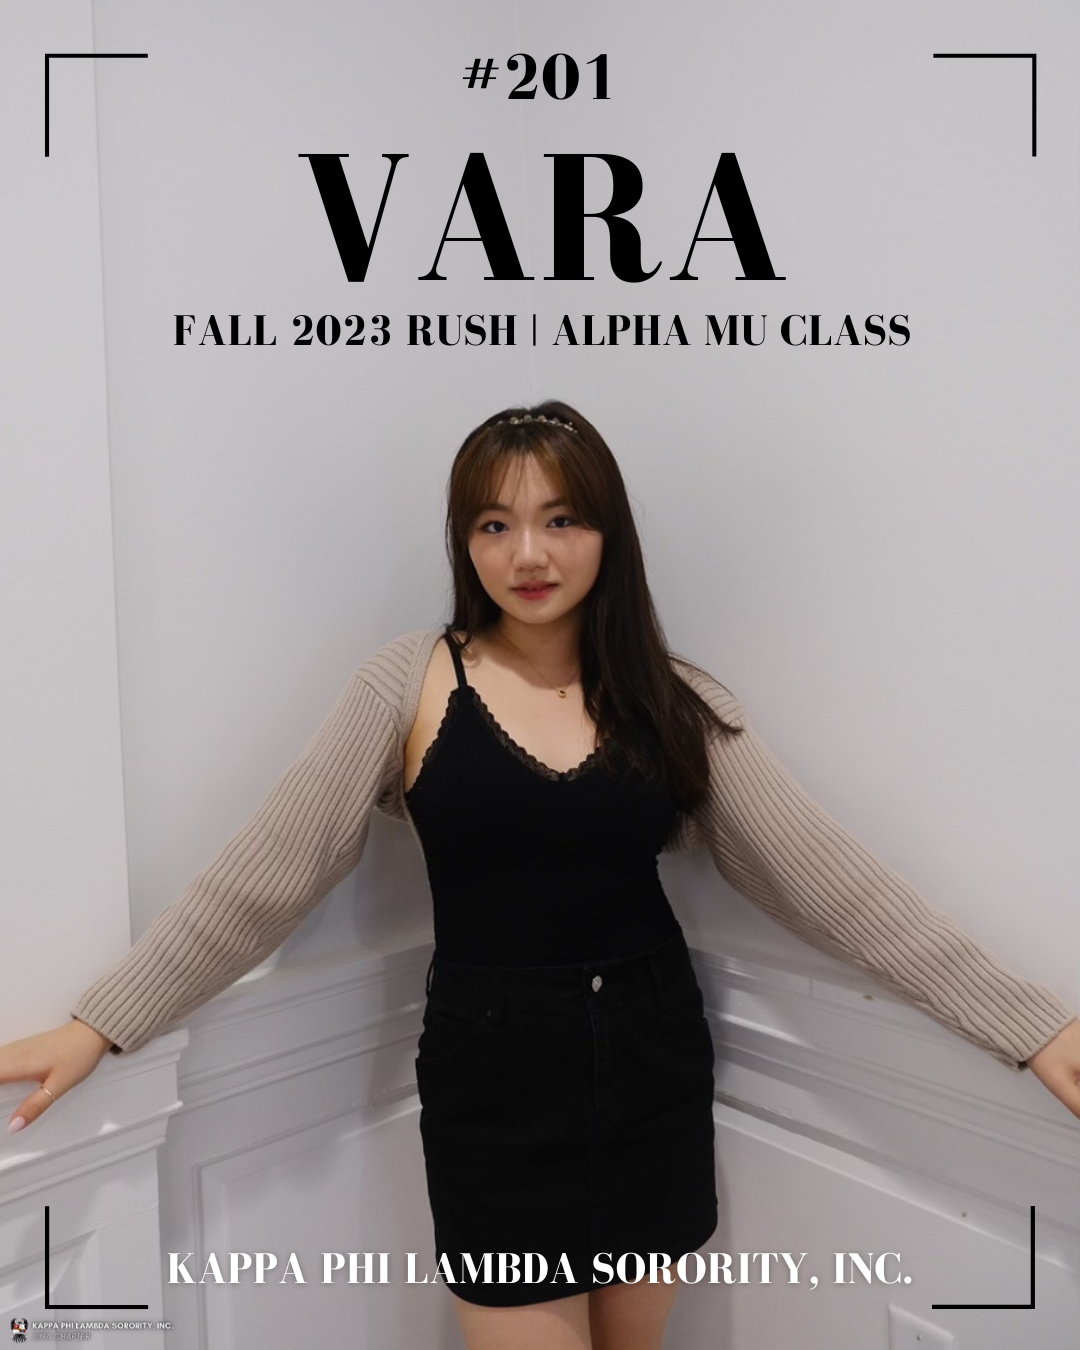 #201
VARA
FALL 2023 RUSH | ALPHA MU CLASS
KAPPA PHI LAMBDA SORORITY, INC.
KAPPA PHI LAMBDA SORORITY, INC.
CHAPTER